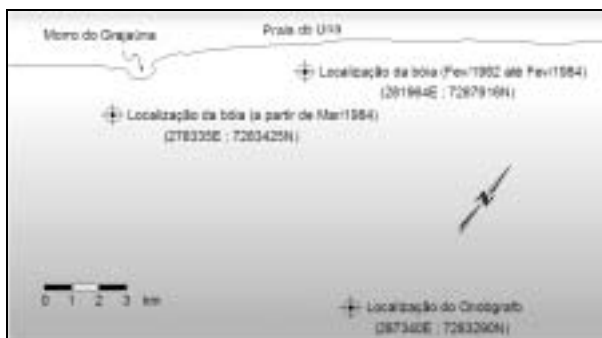 Morro do Grajaúna
Praia do Una
Localização da bóia (Fev/1982 até Fev/1984)
(281964E ; 7287916N)
Localização da bóia (a partir de Mar/1984)
(278335E ; 7283425N)
N
0 1 2 3 km
Localização do Ondógrafo
(287340E ; 7283290N)